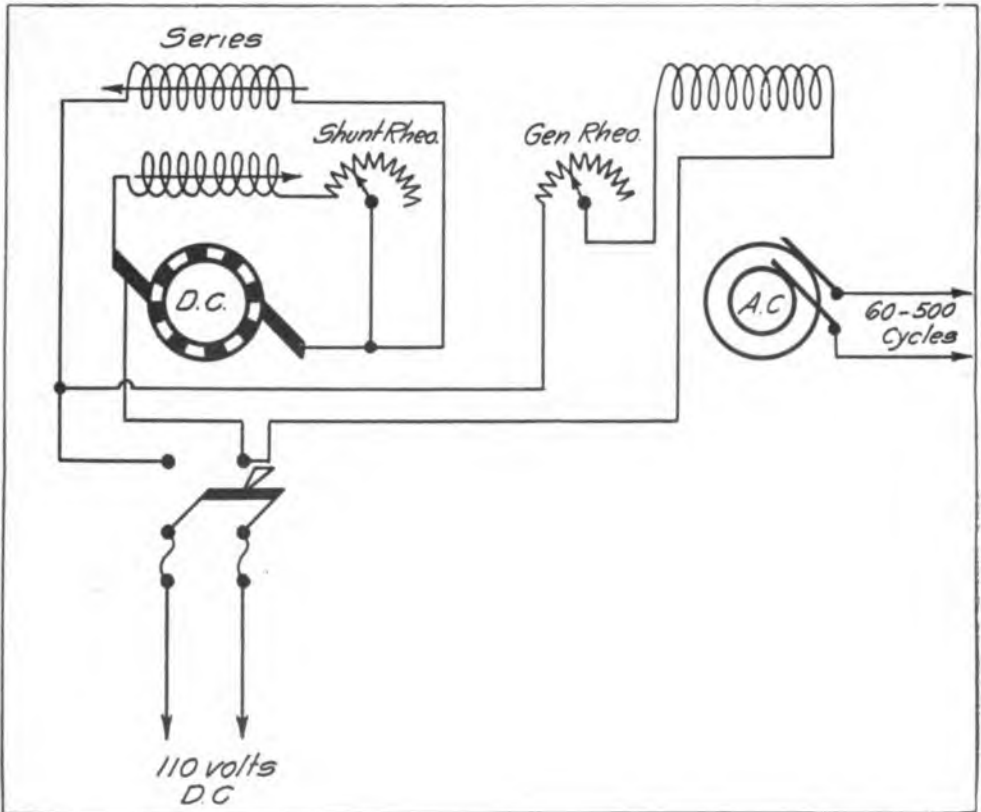 Series
Shunt Rheo.
Gen Rheo.
D.C.
A.C
60-500
Cycles
110 volts
D.C